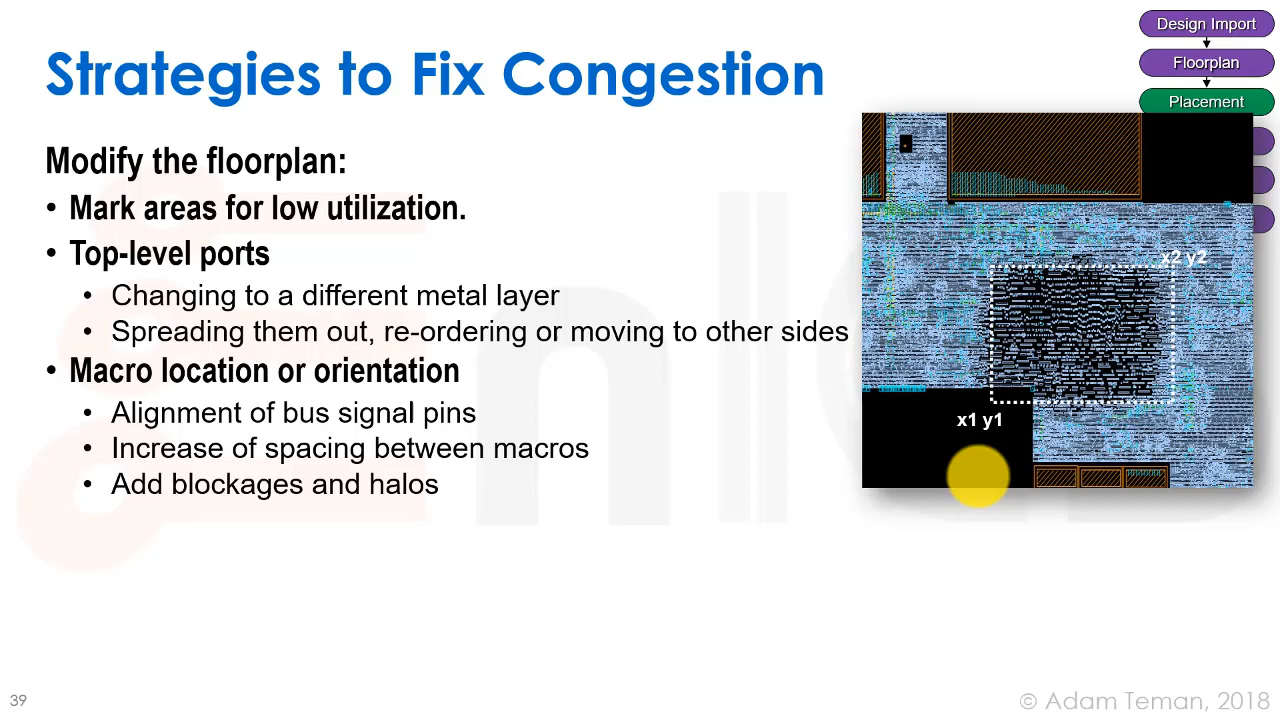 Design Import
Floorplan
Placement
Strategies to Fix Congestion
Modify the floorplan:
• Mark areas for low utilization.
• Top-level ports
• Changing to a different metal layer
• Spreading them out, re-ordering or moving to other sides
• Macro location or orientation
• Alignment of bus signal pins
• Increase of spacing between macros
• Add blockages and halos
x2 y2
x1 y1
39
© Adam Teman, 2018